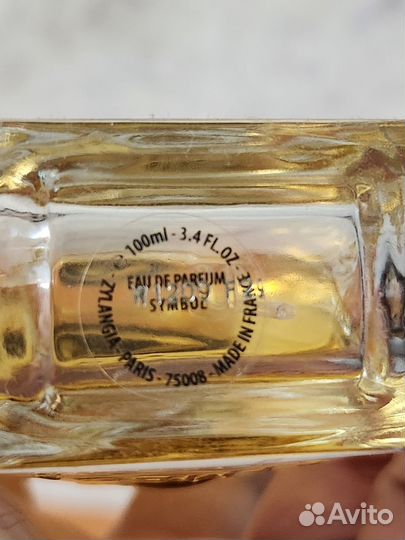 ℮ 100ml - 3.4 FL.OZ
EAU DE PARFUM
SYMBOL
ZYLANGIA - PARIS - 75008 - MADE IN FRANCE
Avito